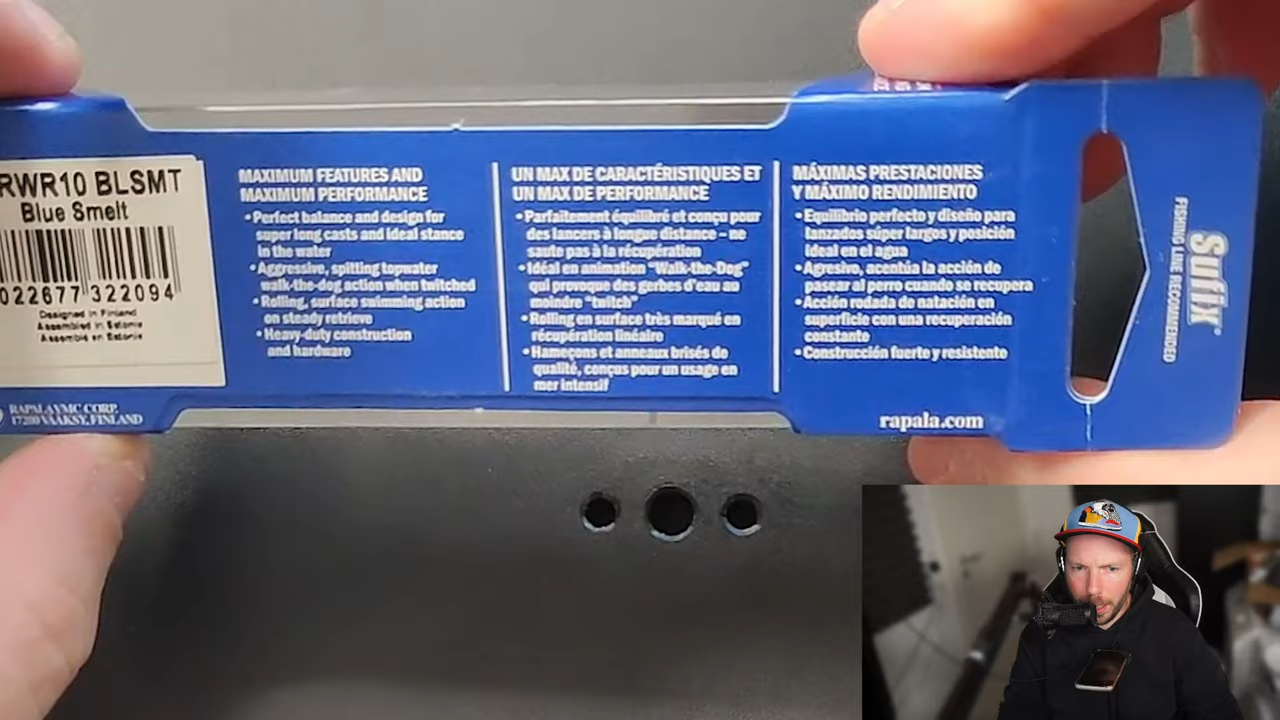 RWR10 BLSMT
Blue Smelt
022677 322094
Designed in Finland
Assembled in Estonia
Assemblé en Estonie
RAPALA VMC CORP.
17200 VÄÄKSY, FINLAND
MAXIMUM FEATURES AND
MAXIMUM PERFORMANCE
• Perfect balance and design for
super long casts and ideal stance
in the water
• Aggressive, spitting topwater
walk-the-dog action when twitched
• Rolling, surface swimming action
on steady retrieve
• Heavy-duty construction
and hardware
UN MAX DE CARACTÉRISTIQUES ET
UN MAX DE PERFORMANCE
• Parfaitement équilibré et conçu pour
des lancers à longue distance – ne
saute pas à la récupération
• Idéal en animation "Walk-the-Dog"
qui provoque des gerbes d'eau au
moindre "twitch"
• Rolling en surface très marqué en
récupération linéaire
• Hameçons et anneaux brisés de
qualité, conçus pour un usage en
mer intensif
MÁXIMAS PRESTACIONES
Y MÁXIMO RENDIMIENTO
• Equilibrio perfecto y diseño para
lanzados súper largos y posición
ideal en el agua
• Agresivo, acentúa la acción de
pasear al perro cuando se recupera
• Acción rodada de natación en
superficie con una recuperación
constante
• Construcción fuerte y resistente
rapala.com
Sufix
FISHING LINE RECOMMENDED